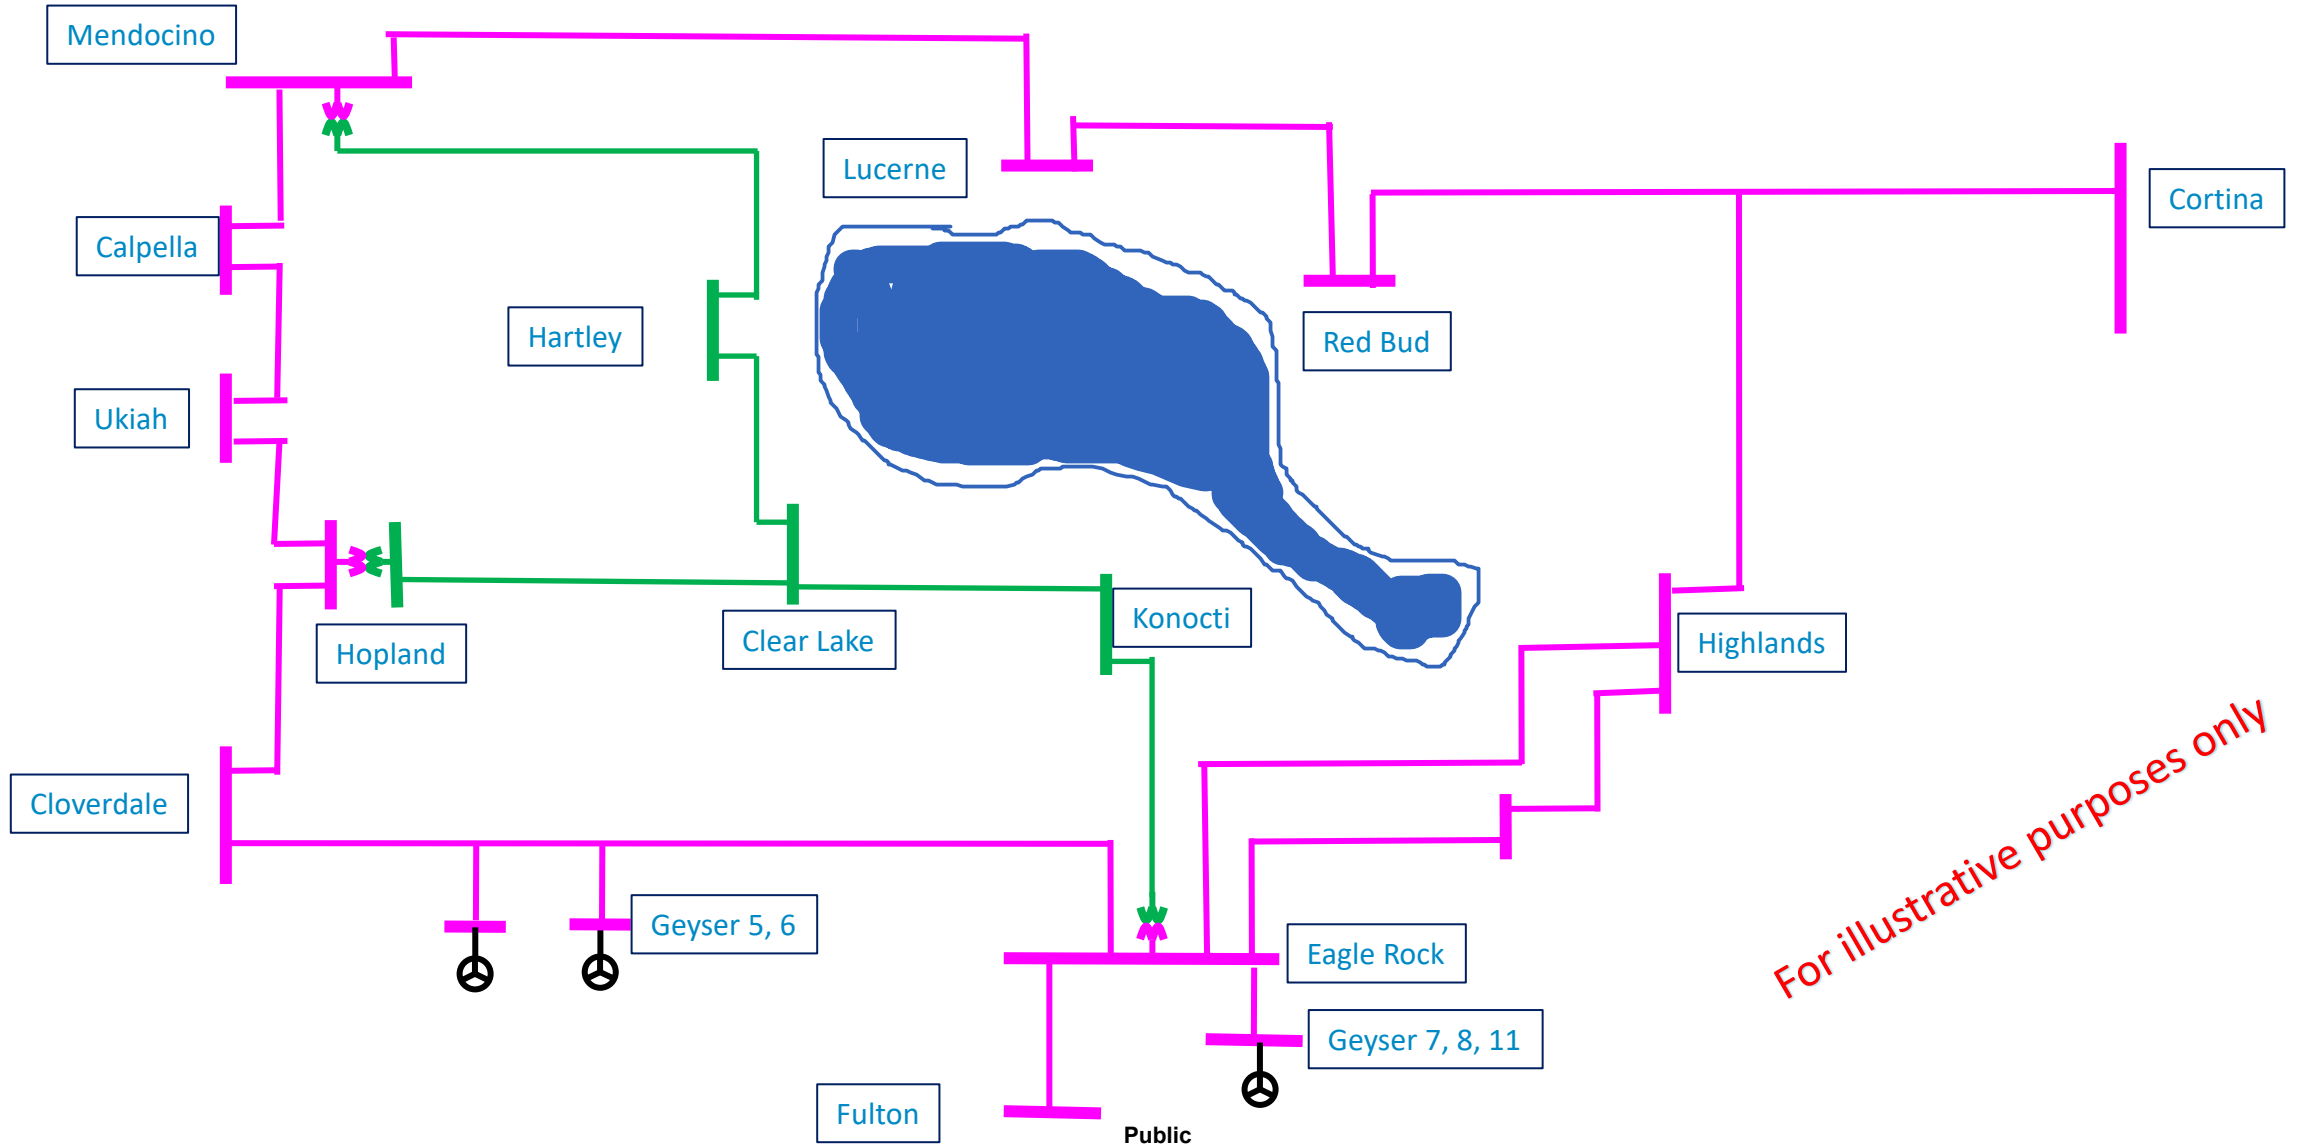 Mendocino
Lucerne
Cortina
Calpella
Hartley
Red Bud
Ukiah
Konocti
Clear Lake
Hopland
Highlands
For illustrative purposes only
Cloverdale
Geyser 5, 6
Eagle Rock
Geyser 7, 8, 11
Fulton
Public